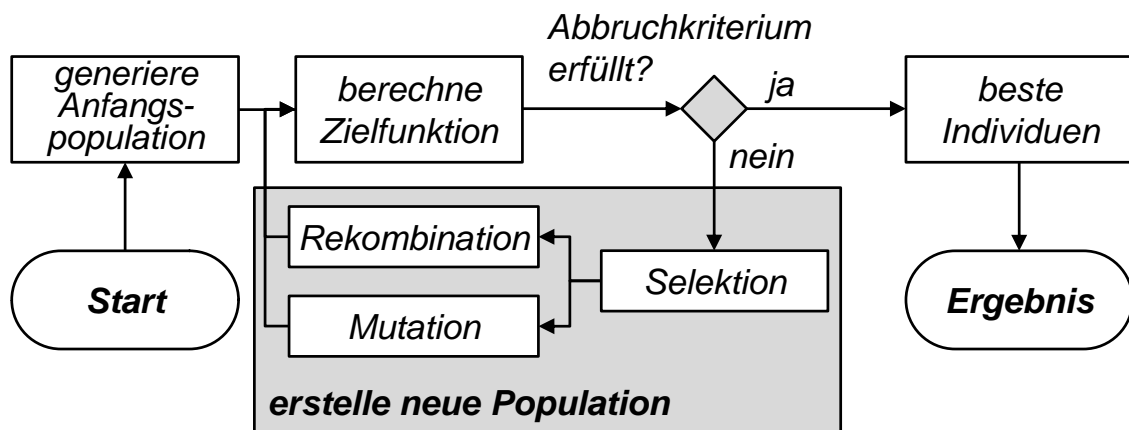 Abbruchkriterium
erfüllt?
generiere
Anfangs-
population
berechne
Zielfunktion
ja
beste
Individuen
nein
Rekombination
Selektion
Start
Ergebnis
Mutation
erstelle neue Population